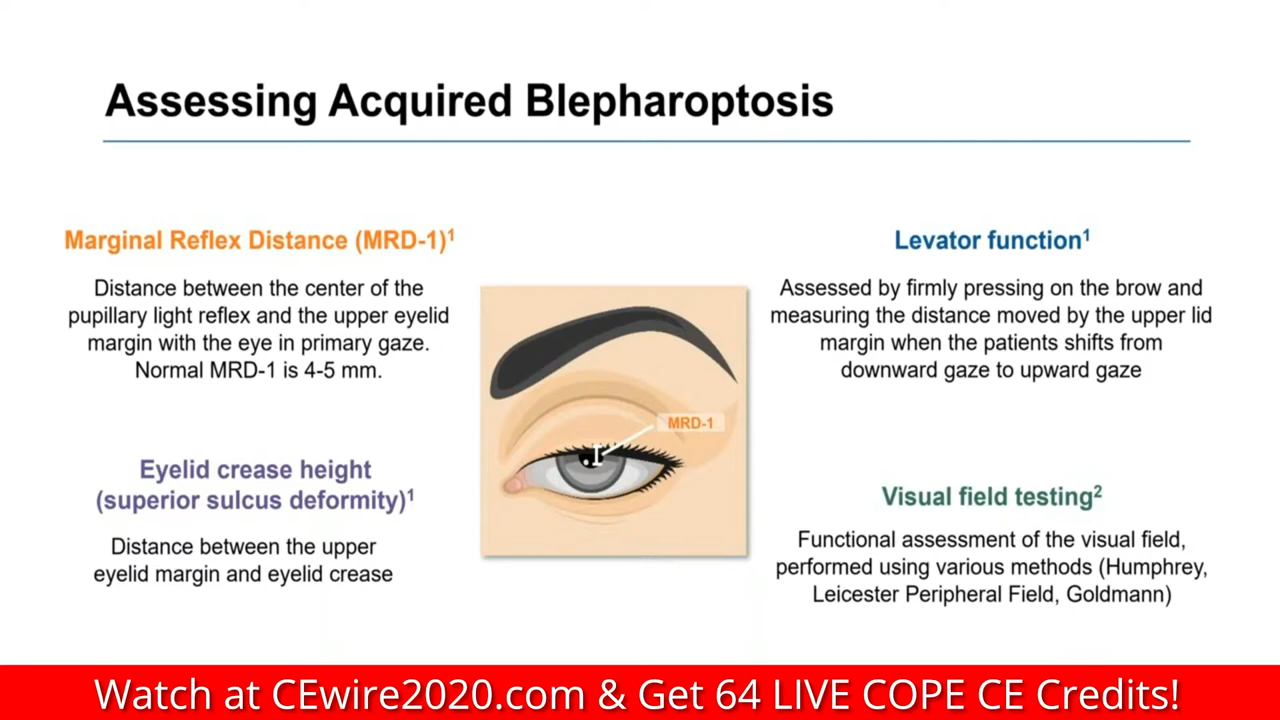 Assessing Acquired Blepharoptosis
Marginal Reflex Distance (MRD-1)¹
Distance between the center of the
pupillary light reflex and the upper eyelid
margin with the eye in primary gaze.
Normal MRD-1 is 4-5 mm.
Eyelid crease height
(superior sulcus deformity)¹
Distance between the upper
eyelid margin and eyelid crease
MRD-1
Levator function¹
Assessed by firmly pressing on the brow and
measuring the distance moved by the upper lid
margin when the patients shifts from
downward gaze to upward gaze
Visual field testing²
Functional assessment of the visual field,
performed using various methods (Humphrey,
Leicester Peripheral Field, Goldmann)
Watch at CEwire2020.com & Get 64 LIVE COPE CE Credits!